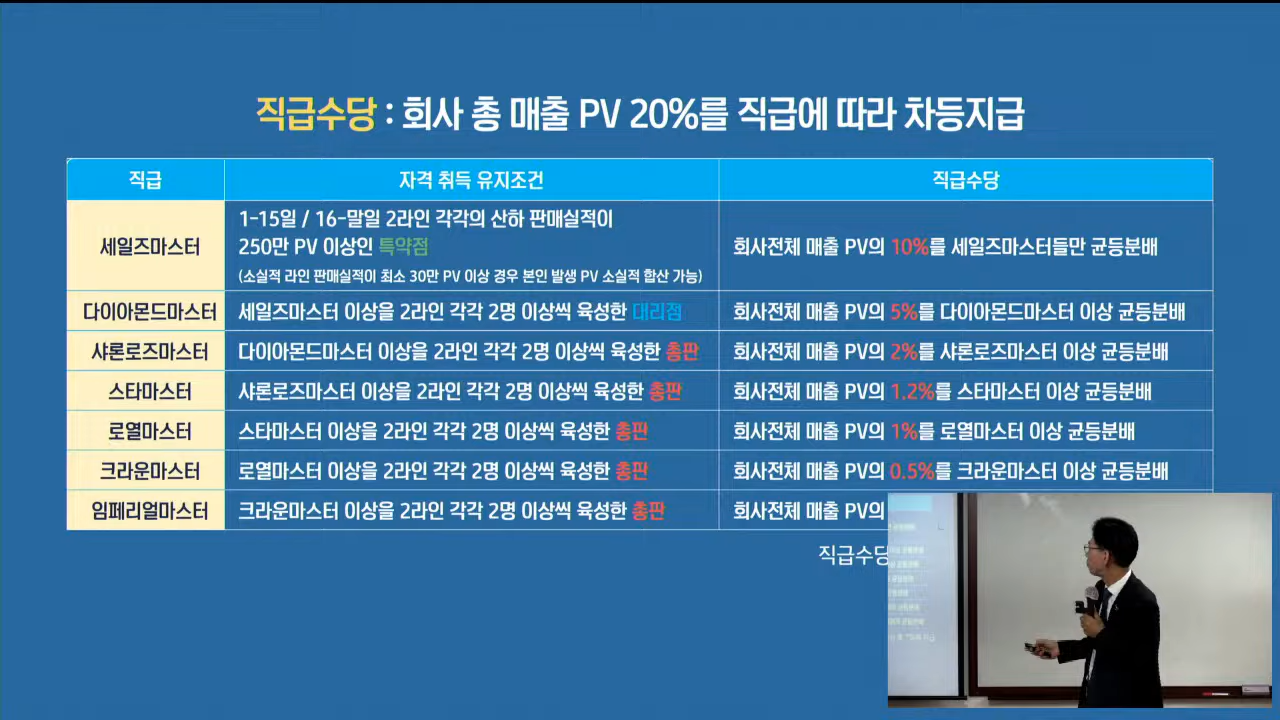 직급수당 : 회사 총 매출 PV 20%를 직급에 따라 차등지급
직급 자격 취득 유지조건 직급수당
세일즈마스터 1-15일 / 16-말일 2라인 각각의 산하 판매실적이
250만 PV 이상인 특약점
(소실적 라인 판매실적이 최소 30만 PV 이상 경우 본인 발생 PV 소실적 합산 가능)
회사전체 매출 PV의 10%를 세일즈마스터들만 균등분배
다이아몬드마스터 세일즈마스터 이상을 2라인 각각 2명 이상씩 육성한 대리점 회사전체 매출 PV의 5%를 다이아몬드마스터 이상 균등분배
샤론로즈마스터 다이아몬드마스터 이상을 2라인 각각 2명 이상씩 육성한 총판 회사전체 매출 PV의 2%를 샤론로즈마스터 이상 균등분배
스타마스터 샤론로즈마스터 이상을 2라인 각각 2명 이상씩 육성한 총판 회사전체 매출 PV의 1.2%를 스타마스터 이상 균등분배
로열마스터 스타마스터 이상을 2라인 각각 2명 이상씩 육성한 총판 회사전체 매출 PV의 1%를 로열마스터 이상 균등분배
크라운마스터 로열마스터 이상을 2라인 각각 2명 이상씩 육성한 총판 회사전체 매출 PV의 0.5%를 크라운마스터 이상 균등분배
임페리얼마스터 크라운마스터 이상을 2라인 각각 2명 이상씩 육성한 총판 회사전체 매출 PV의
직급수당